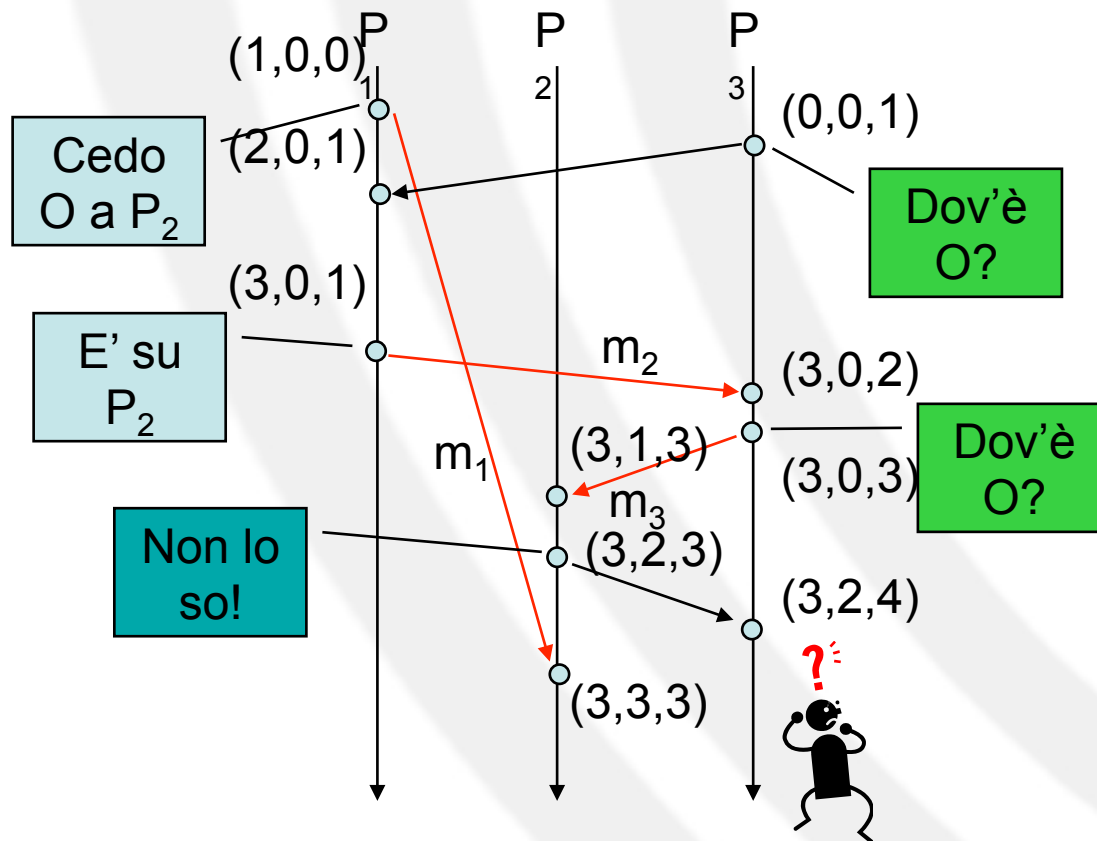 P P P
1 2 3
(1,0,0)
(0,0,1)
Cedo
O a P2
(2,0,1)
Dov'è
O?
(3,0,1)
E' su
P2
m2
(3,0,2)
m1
(3,1,3)
(3,0,3)
Dov'è
O?
m3
Non lo
so!
(3,2,3)
(3,2,4)
?
(3,3,3)